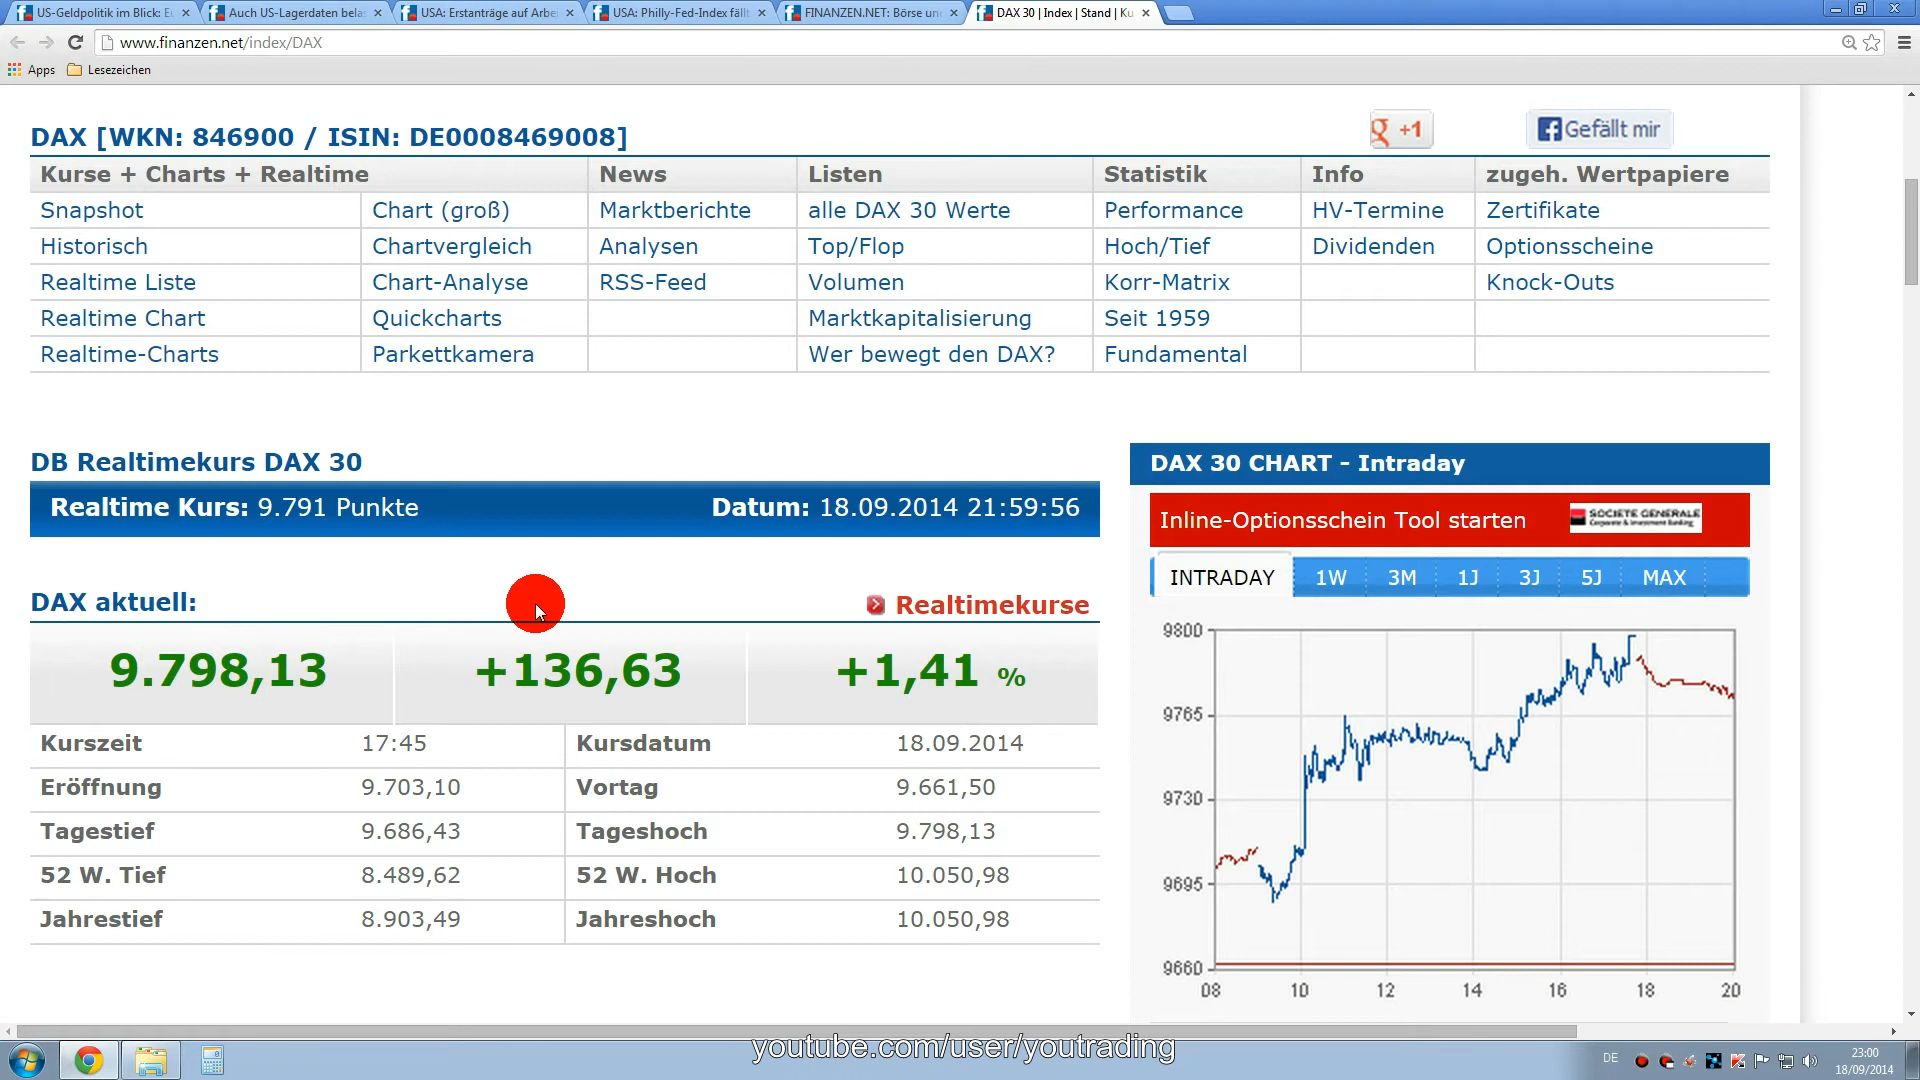 US-Geldpolitik im Blick: Eu
Auch US-Lagerdaten belas
USA: Erstanträge auf Arbe
USA: Philly-Fed-Index fällt
FINANZEN.NET: Börse un
DAX 30 | Index | Stand | Ku
www.finanzen.net/index/DAX
Apps Lesezeichen
DAX [WKN: 846900 / ISIN: DE0008469008]
g +1
Gefällt mir
Kurse + Charts + Realtime News Listen Statistik Info zugeh. Wertpapiere
Snapshot Chart (groß) Marktberichte alle DAX 30 Werte Performance HV-Termine Zertifikate
Historisch Chartvergleich Analysen Top/Flop Hoch/Tief Dividenden Optionsscheine
Realtime Liste Chart-Analyse RSS-Feed Volumen Korr-Matrix Knock-Outs
Realtime Chart Quickcharts Marktkapitalisierung Seit 1959
Realtime-Charts Parkettkamera Wer bewegt den DAX? Fundamental
DB Realtimekurs DAX 30
Realtime Kurs: 9.791 Punkte Datum: 18.09.2014 21:59:56
DAX aktuell: Realtimekurse
9.798,13 +136,63 +1,41 %
Kurszeit 17:45 Kursdatum 18.09.2014
Eröffnung 9.703,10 Vortag 9.661,50
Tagestief 9.686,43 Tageshoch 9.798,13
52 W. Tief 8.489,62 52 W. Hoch 10.050,98
Jahrestief 8.903,49 Jahreshoch 10.050,98
DAX 30 CHART - Intraday
Inline-Optionsschein Tool starten
SOCIETE GENERALE
Corporate & Investment Banking
INTRADAY 1W 3M 1J 3J 5J MAX
9800
9765
9730
9695
9660
08 10 12 14 16 18 20
youtube.com/user/youtrading
DE
23:00
18/09/2014